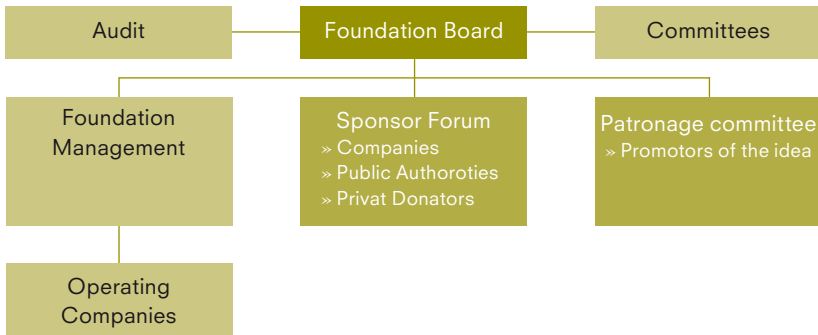 Audit
Foundation Board
Committees
Foundation
Management
Sponsor Forum
» Companies
» Public Authoroties
» Privat Donators
Patronage committee
» Promotors of the idea
Operating
Companies